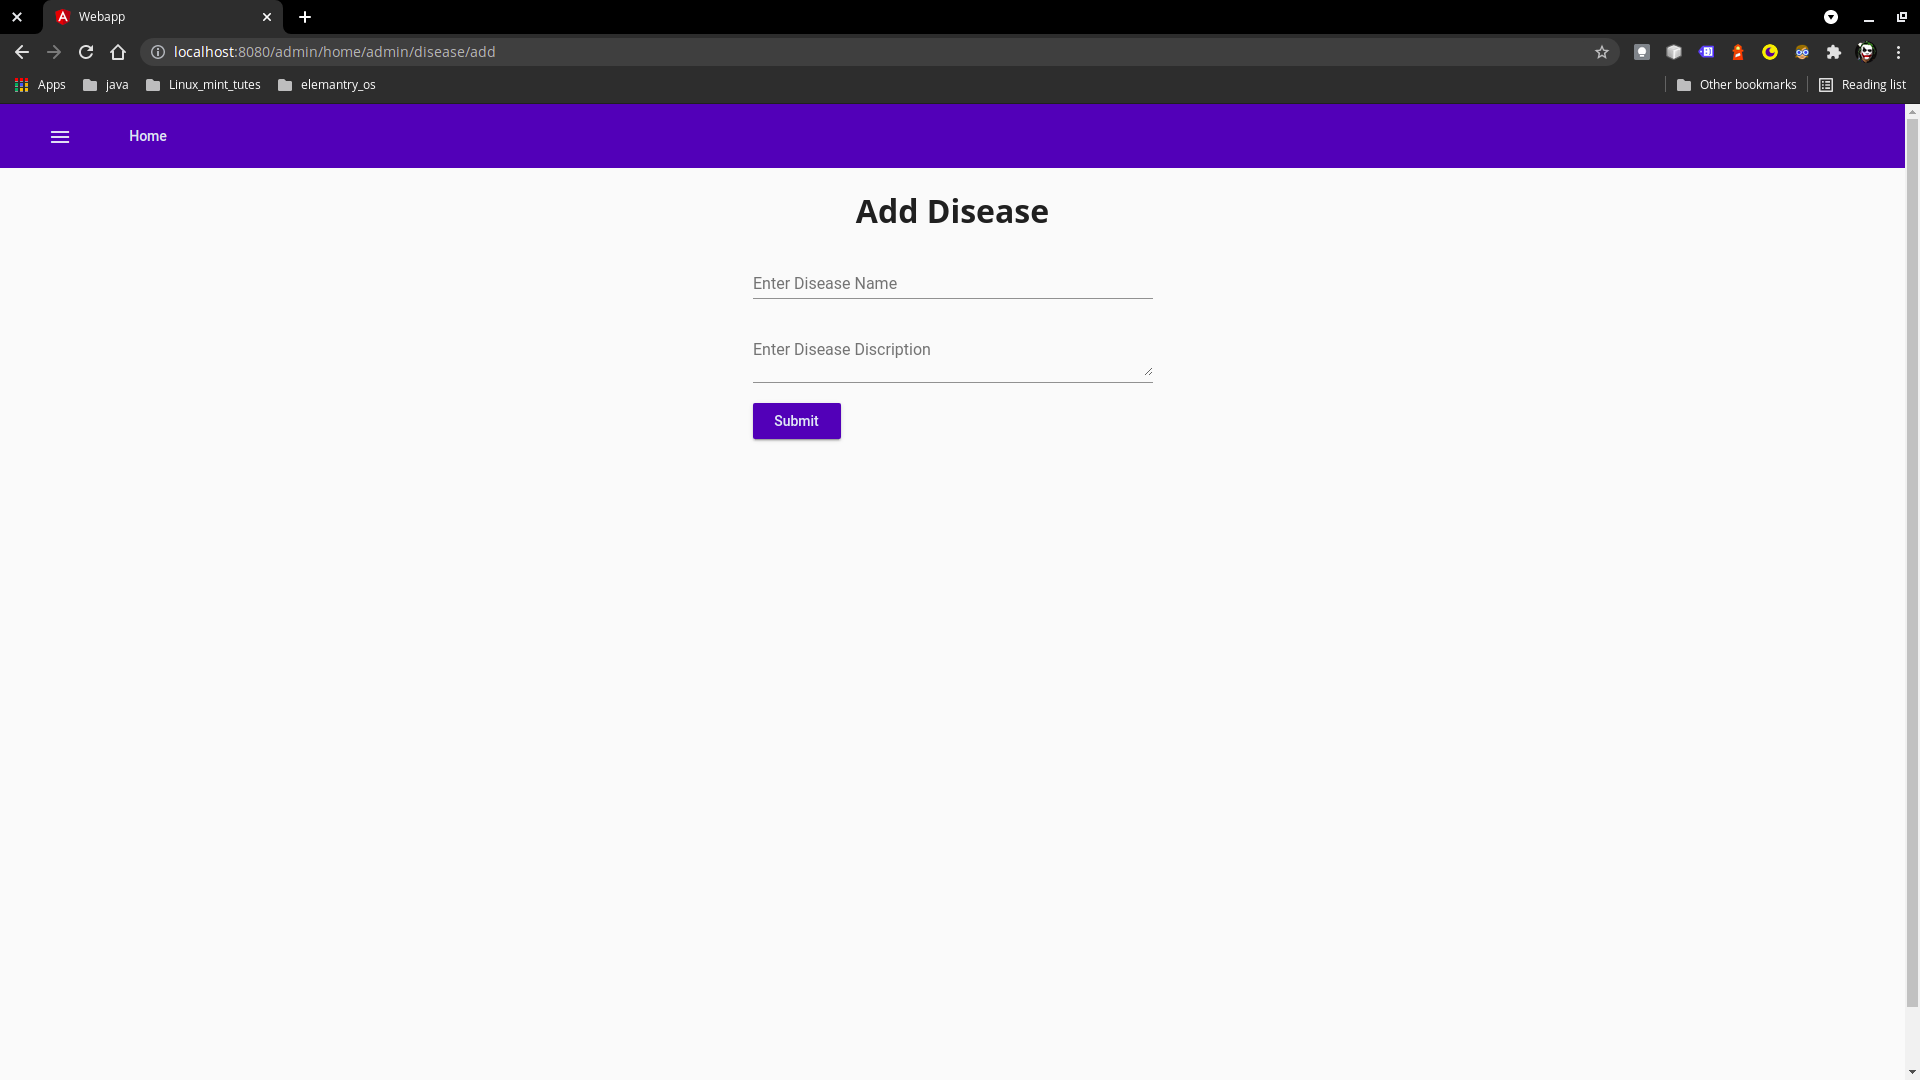 Webapp
localhost:8080/admin/home/admin/disease/add
Apps java Linux_mint_tutes elemantry_os Other bookmarks Reading list
Home
Add Disease
Enter Disease Name
Enter Disease Discription
Submit